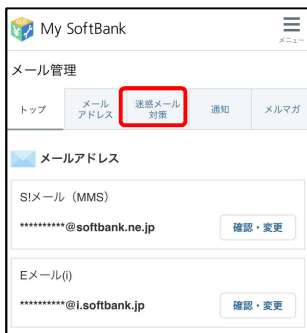 My SoftBank
メニュー
メール管理
トップ
メール
アドレス
迷惑メール
対策
通知
メルマガ
メールアドレス
S!メール（MMS）
**********@softbank.ne.jp
確認・変更
Eメール(i)
**********@i.softbank.jp
確認・変更